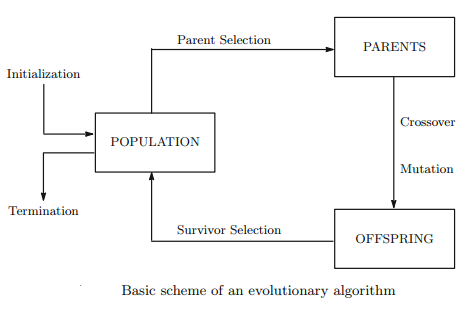 Parent Selection
PARENTS
Initialization
Crossover
POPULATION
Mutation
Termination
Survivor Selection
OFFSPRING
Basic scheme of an evolutionary algorithm